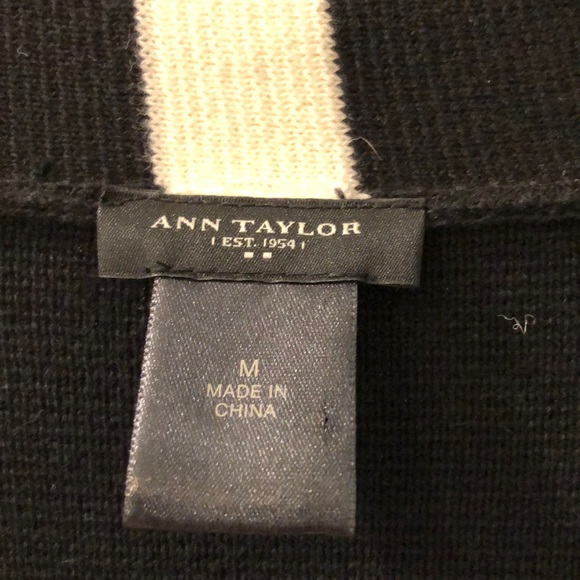 ANN TAYLOR
EST. 1954
M
MADE IN
CHINA